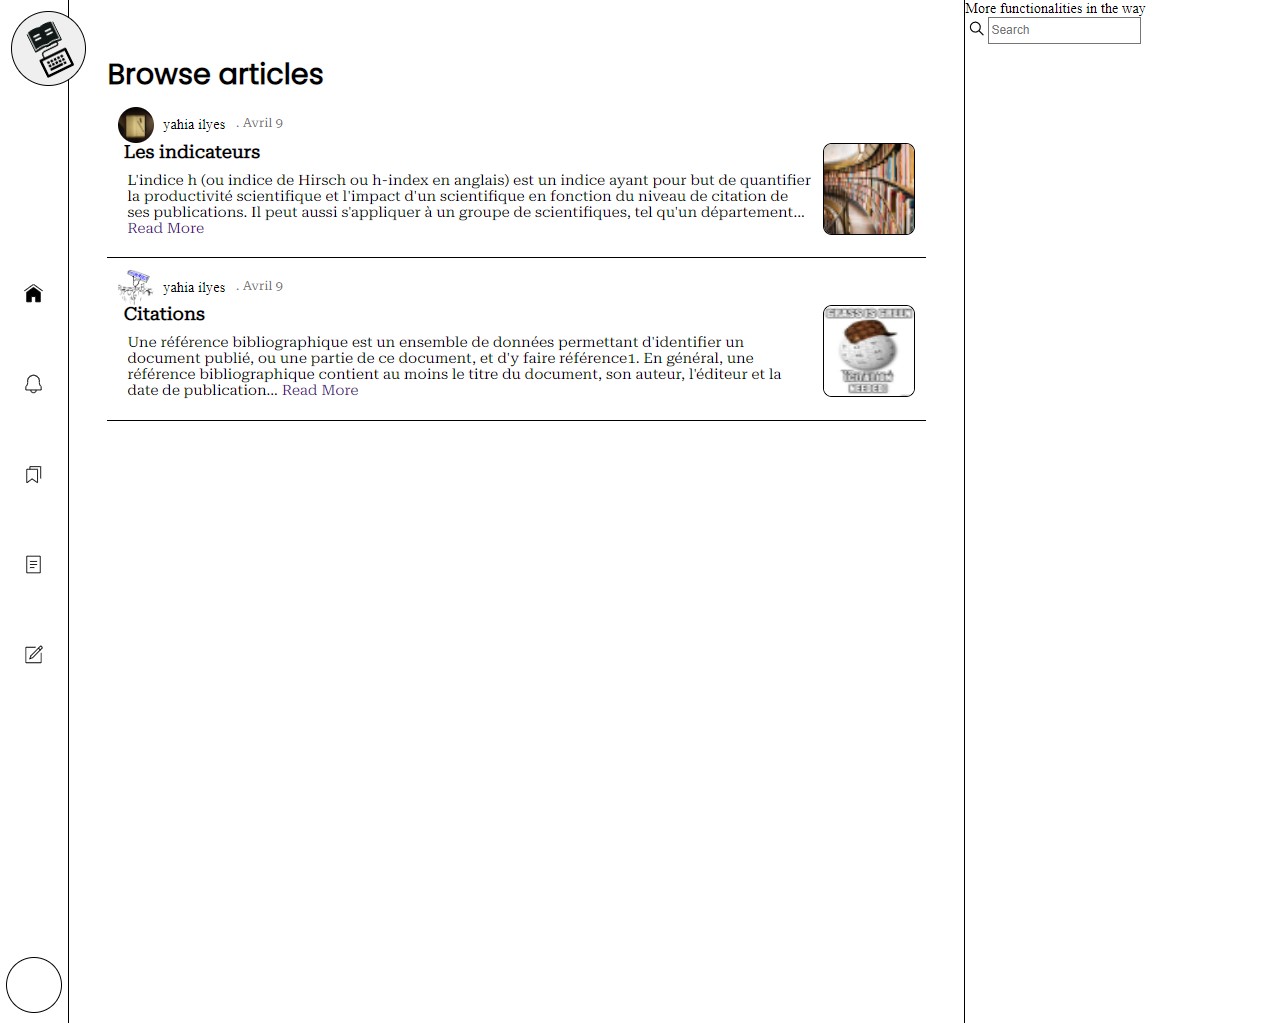 More functionalities in the way
Search
Browse articles
yahia ilyes . Avril 9
Les indicateurs
L'indice h (ou indice de Hirsch ou h-index en anglais) est un indice ayant pour but de quantifier
la productivité scientifique et l'impact d'un scientifique en fonction du niveau de citation de
ses publications. Il peut aussi s'appliquer à un groupe de scientifiques, tel qu'un département...
Read More
yahia ilyes . Avril 9
Citations
Une référence bibliographique est un ensemble de données permettant d'identifier un
document publié, ou une partie de ce document, et d'y faire référence1. En général, une
référence bibliographique contient au moins le titre du document, son auteur, l'éditeur et la
date de publication... Read More
GRASS IS GREEN
[CITATION
NEEDED]